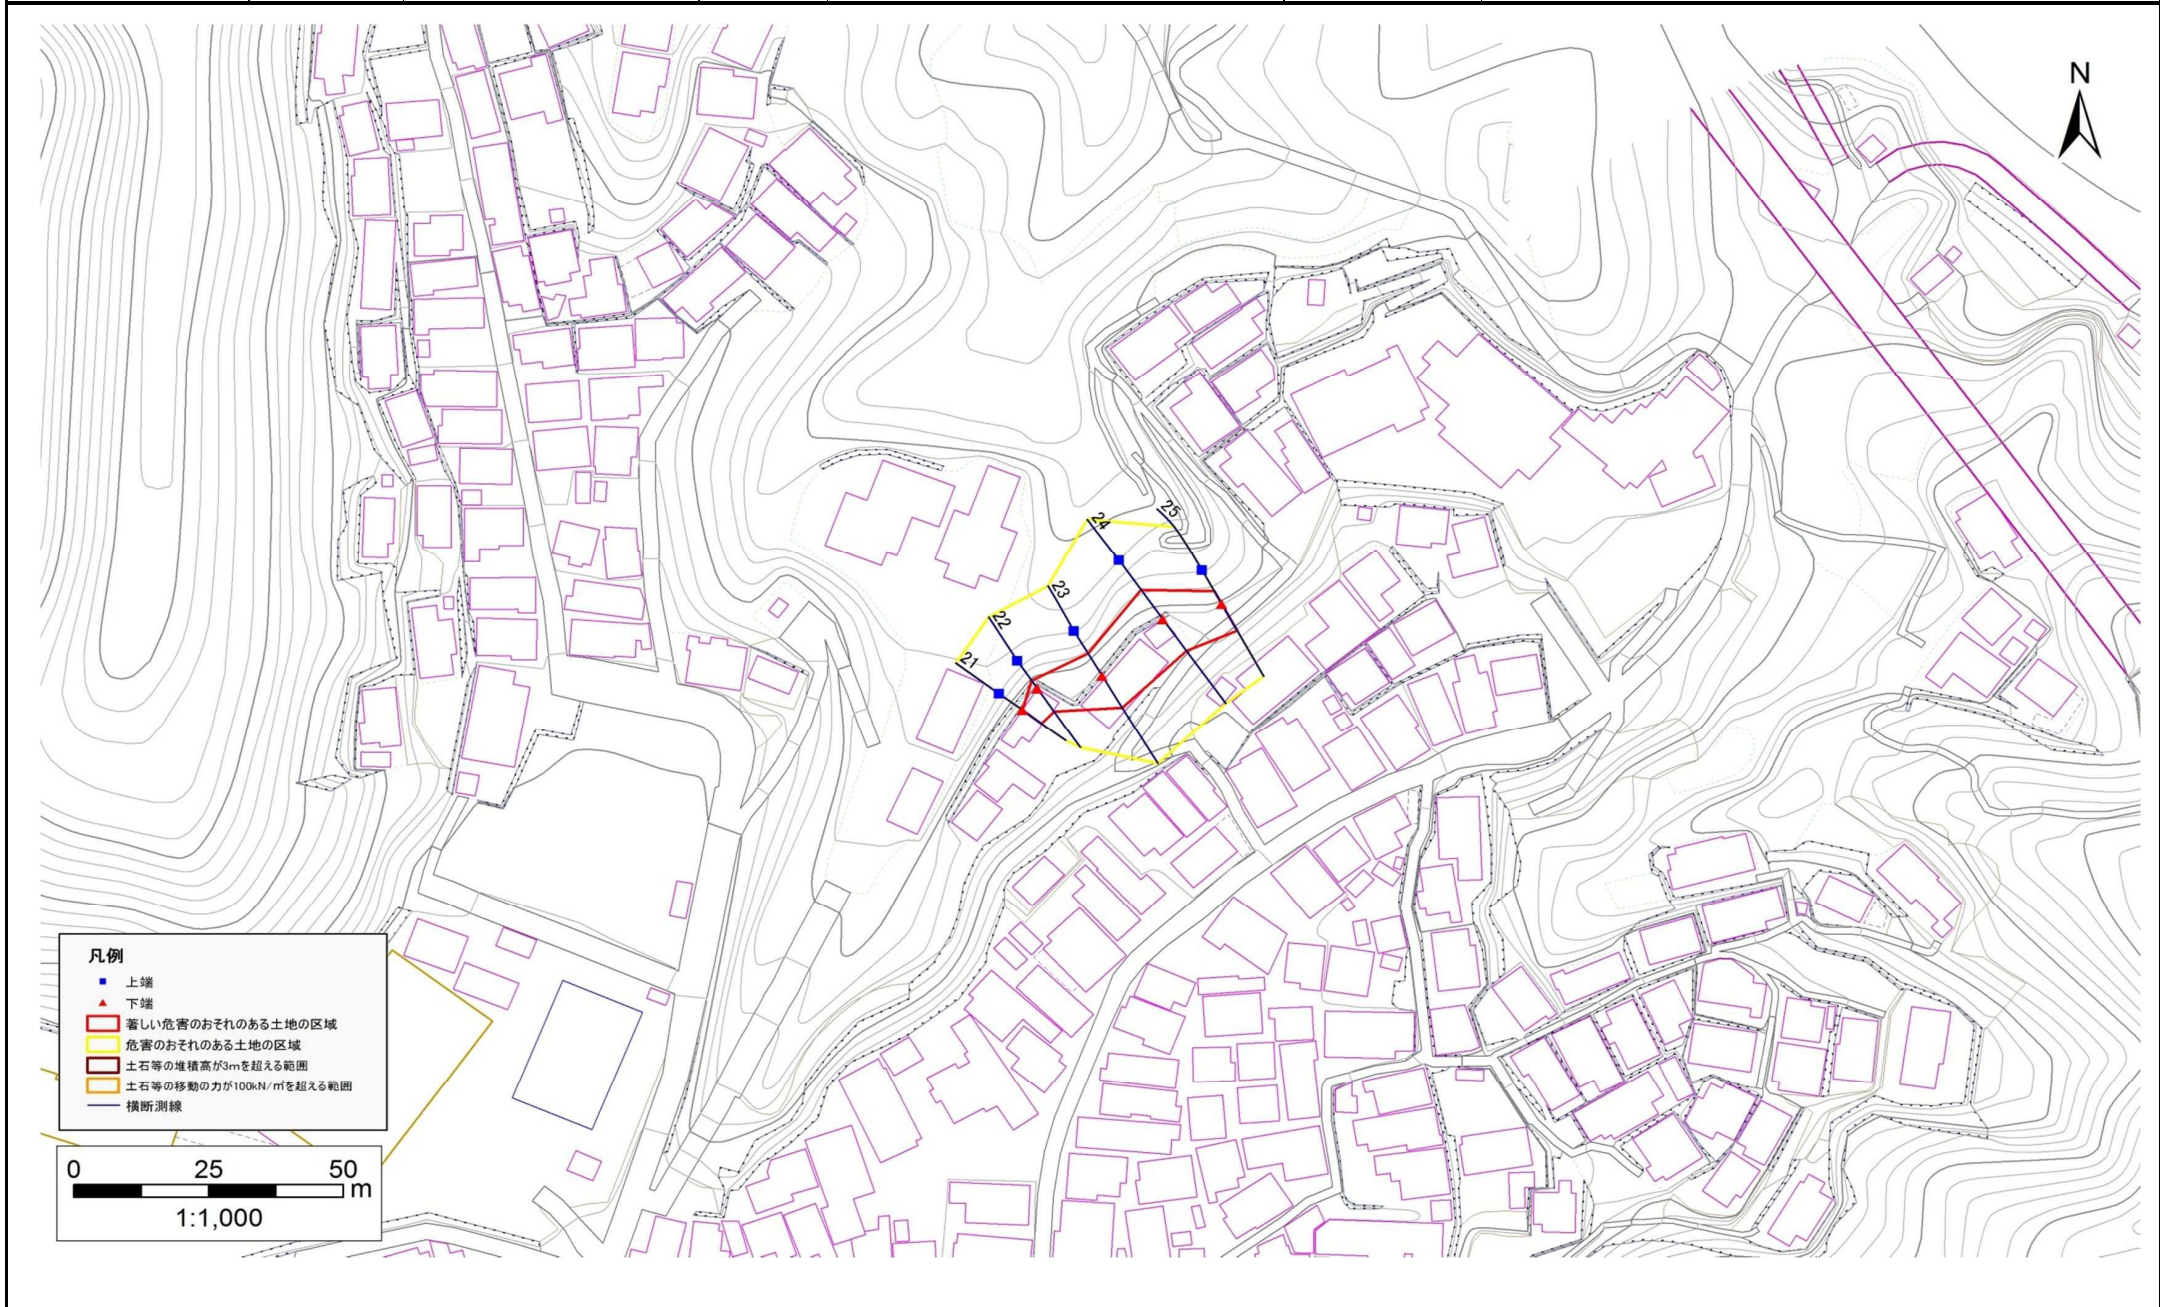 N
25
24
23
22
21
凡例
上端
下端
著しい危害のおそれのある土地の区域
危害のおそれのある土地の区域
土石等の堆積高が3mを超える範囲
土石等の移動の力が100kN/㎡を超える範囲
横断測線
0 25 50
m
1:1,000